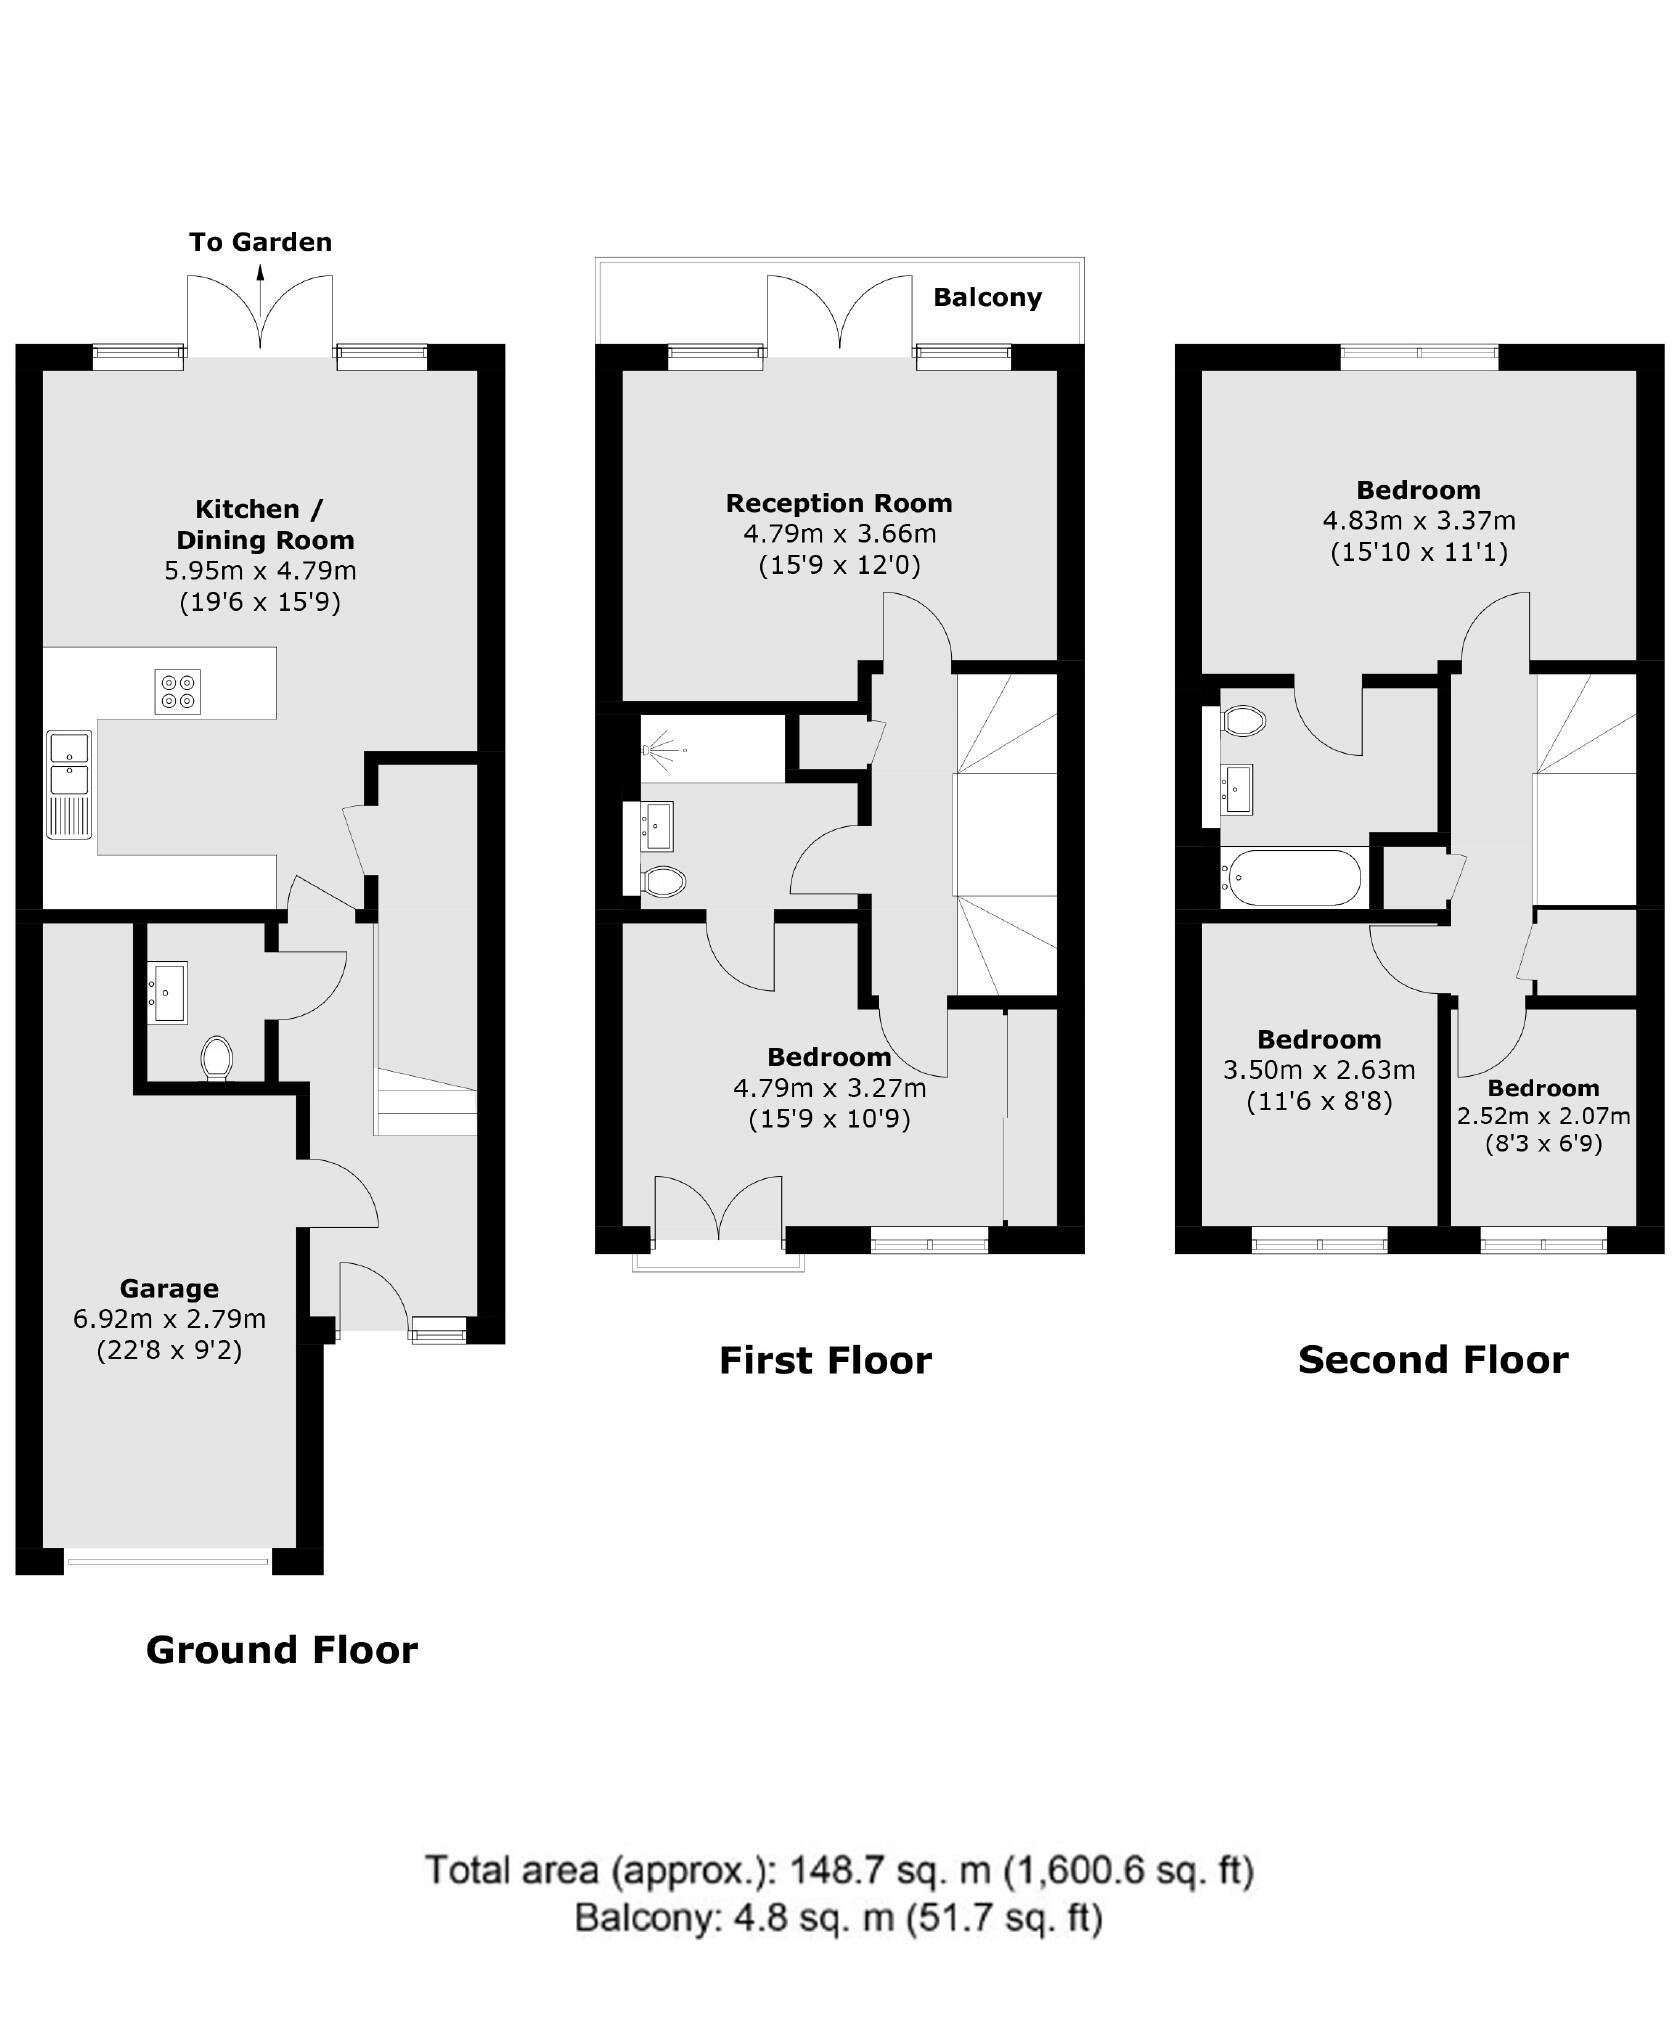 To Garden
Kitchen /
Dining Room
5.95m x 4.79m
(19'6 x 15'9)
Garage
6.92m x 2.79m
(22'8 x 9'2)
Ground Floor
Balcony
Reception Room
4.79m x 3.66m
(15'9 x 12'0)
Bedroom
4.79m x 3.27m
(15'9 x 10'9)
First Floor
Bedroom
4.83m x 3.37m
(15'10 x 11'1)
Bedroom
3.50m x 2.63m
(11'6 x 8'8)
Bedroom
2.52m x 2.07m
(8'3 x 6'9)
Second Floor
Total area (approx.): 148.7 sq. m (1,600.6 sq. ft)
Balcony: 4.8 sq. m (51.7 sq. ft)